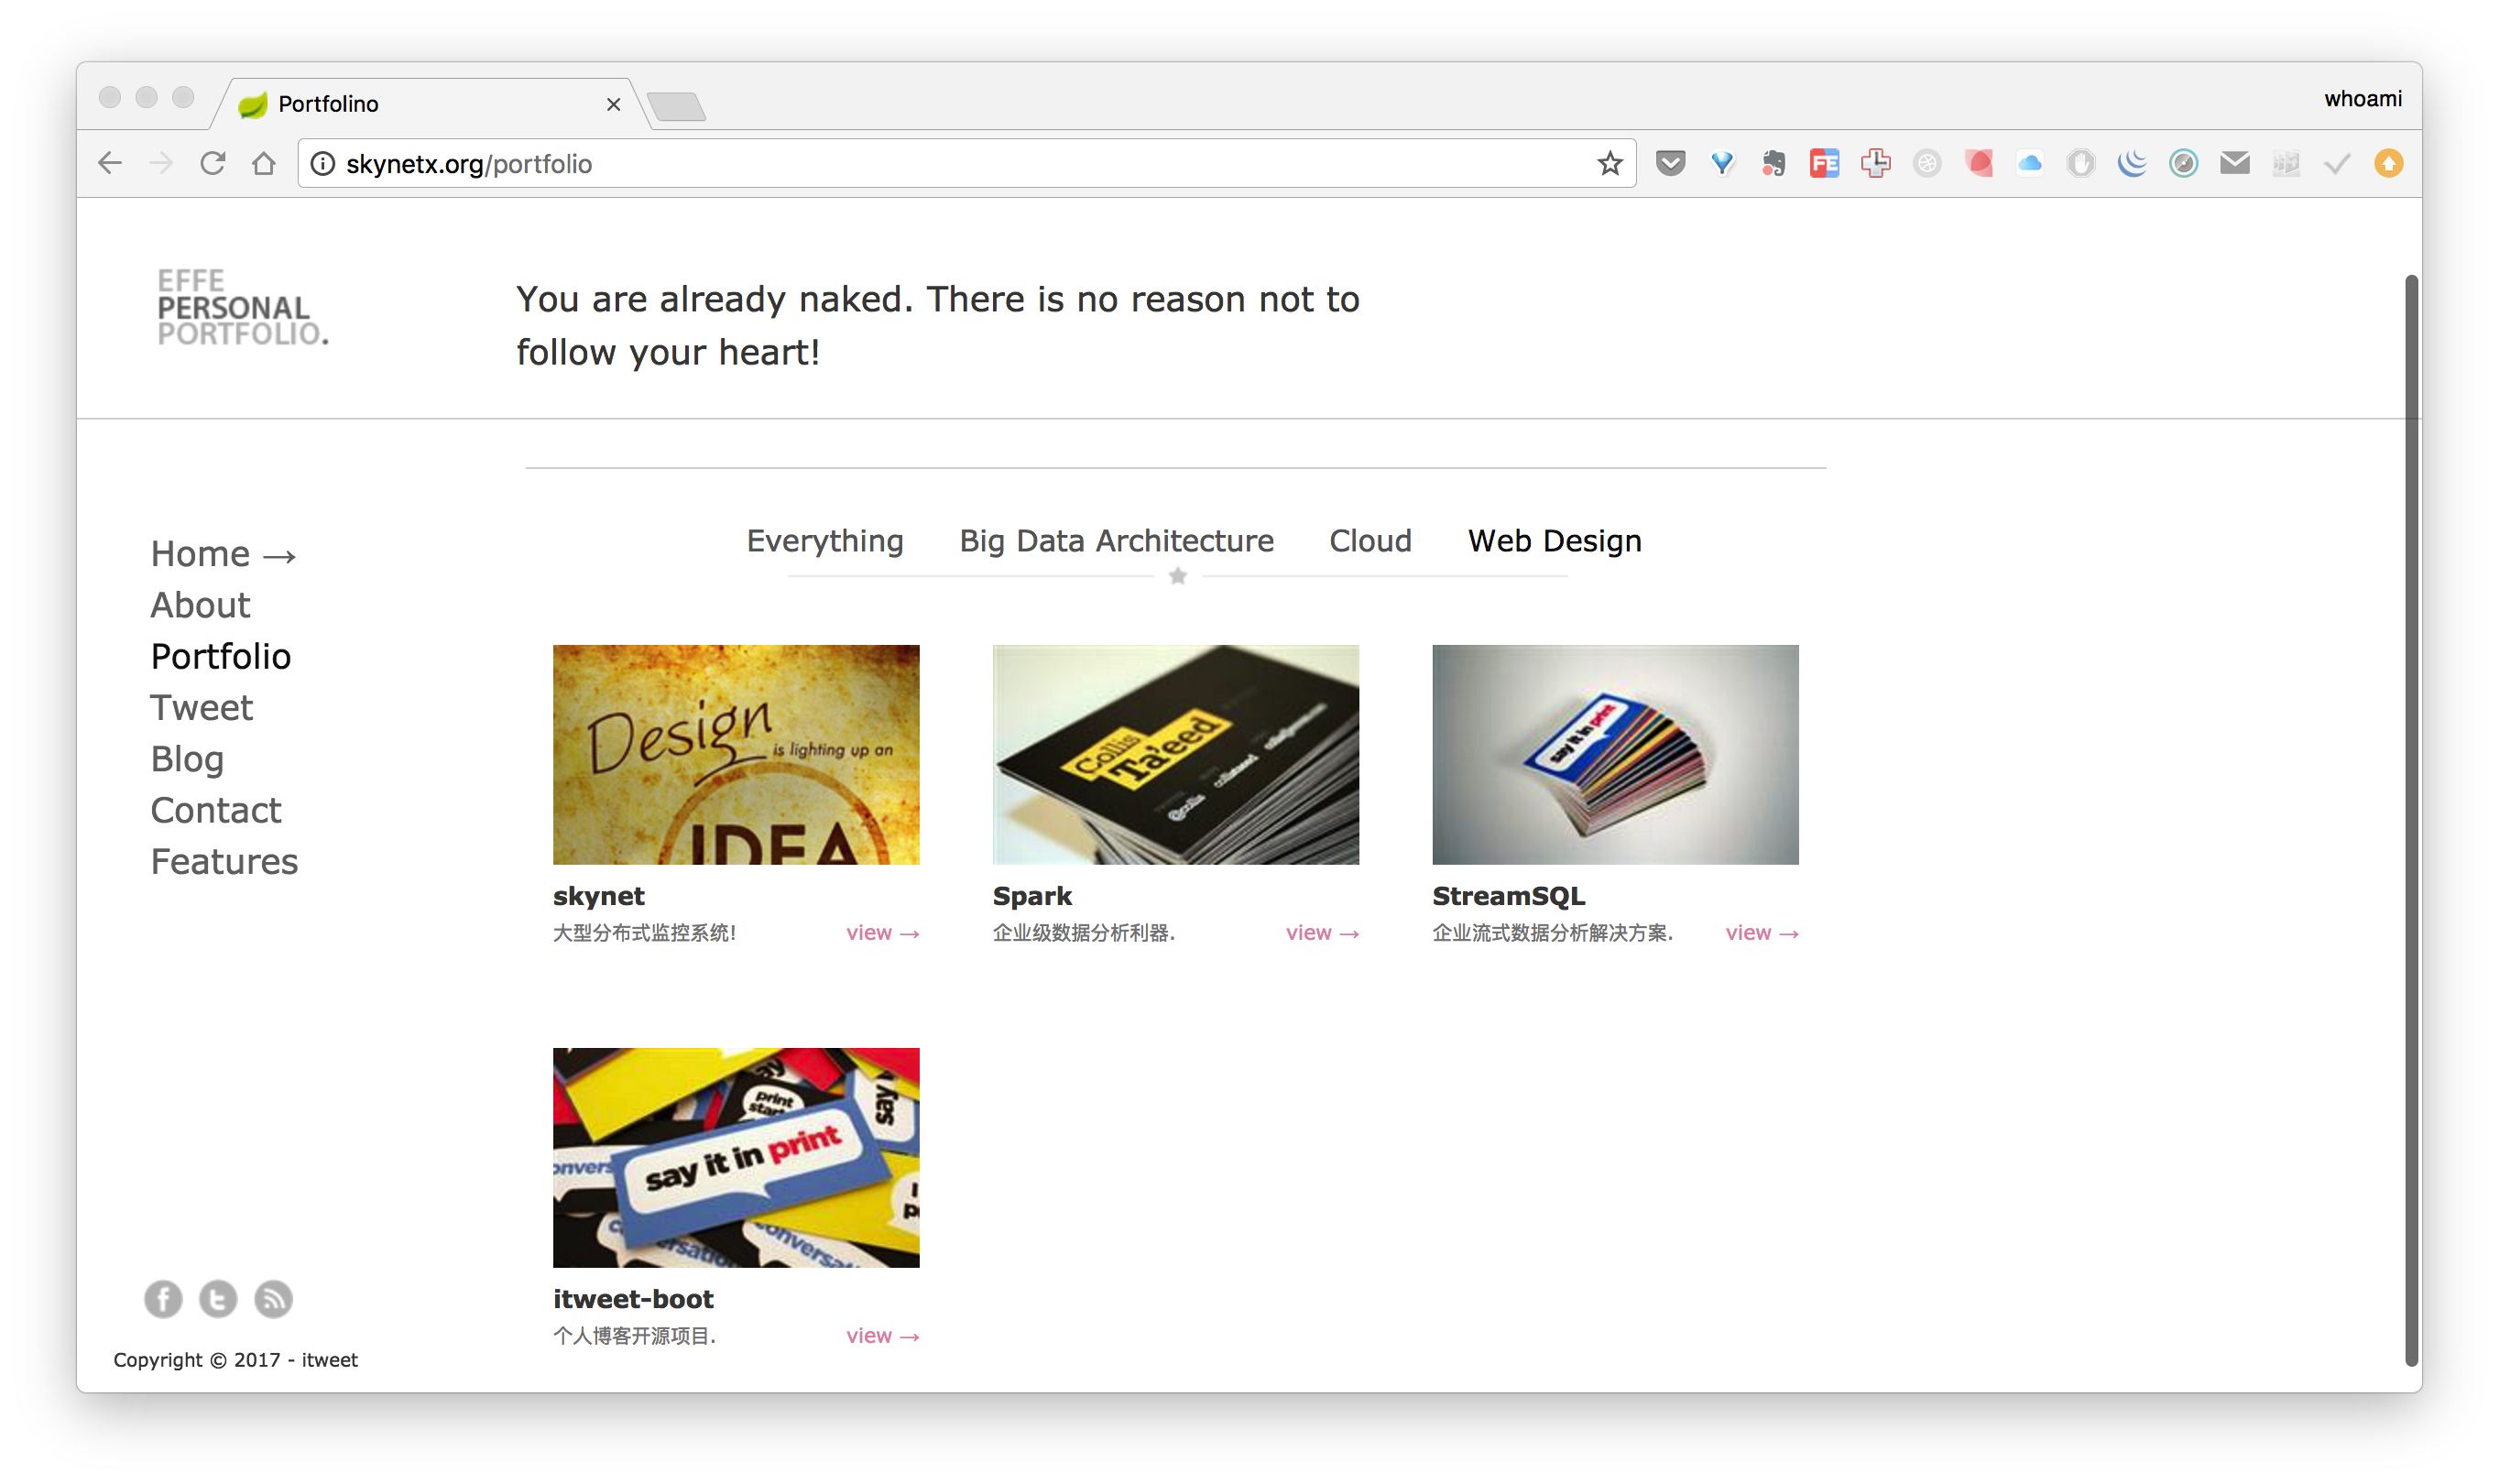 Portfolino
whoami
skynetx.org/portfolio
EFFE
PERSONAL
PORTFOLIO.
You are already naked. There is no reason not to
follow your heart!
Home →
About
Portfolio
Tweet
Blog
Contact
Features
Everything Big Data Architecture Cloud Web Design
Design
is lighting up an
IDEA
Collis
Ta'eed
@collis
say it in print
skynet
大型分布式监控系统!
view →
Spark
企业级数据分析利器.
view →
StreamSQL
企业流式数据分析解决方案.
view →
say
print
say it in print
itweet-boot
个人博客开源项目.
view →
Copyright © 2017 - itweet